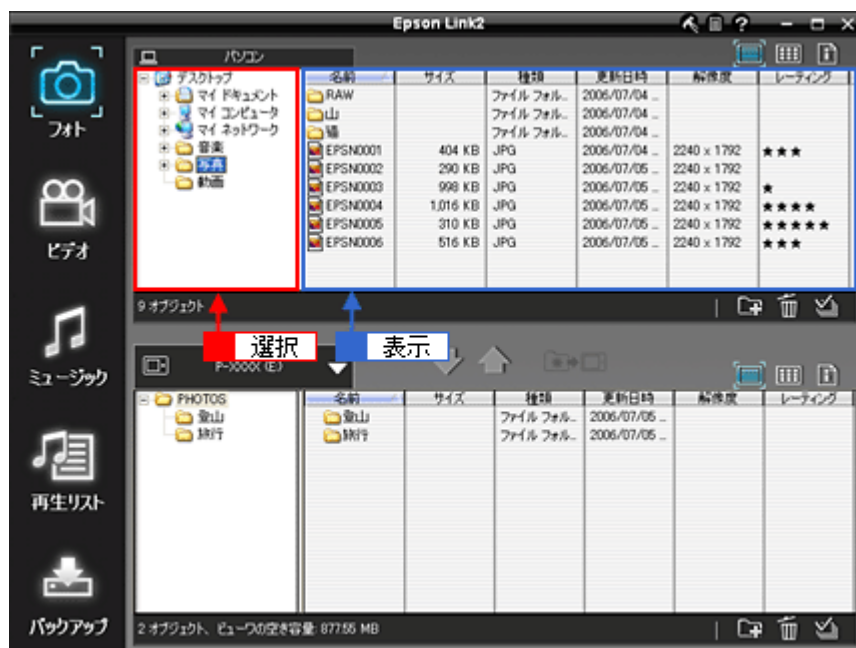 Epson Link2
フォト
ビデオ
ミュージック
再生リスト
バックアップ
パソコン
デスクトップ
マイ ドキュメント
マイ コンピュータ
マイ ネットワーク
音楽
写真
動画
名前 サイズ 種類 更新日時 解像度 レーティング
RAW ファイル フォル... 2006/07/04 ...
山 ファイル フォル... 2006/07/04 ...
猫 ファイル フォル... 2006/07/04 ...
EPSN0001 404 KB JPG 2006/07/04 ... 2240 x 1792 ★★★
EPSN0002 290 KB JPG 2006/07/05 ... 2240 x 1792
EPSN0003 998 KB JPG 2006/07/05 ... 2240 x 1792 ★
EPSN0004 1,016 KB JPG 2006/07/05 ... 2240 x 1792 ★★★★
EPSN0005 310 KB JPG 2006/07/05 ... 2240 x 1792 ★★★★★
EPSN0006 516 KB JPG 2006/07/05 ... 2240 x 1792 ★★★
9 オブジェクト
選択
表示
P-XXXX (E)
PHOTOS
登山
旅行
名前 サイズ 種類 更新日時 解像度 レーティング
登山 ファイル フォル... 2006/07/05 ...
旅行 ファイル フォル... 2006/07/05 ...
2 オブジェクト、ビューワの空き容量: 877.55 MB